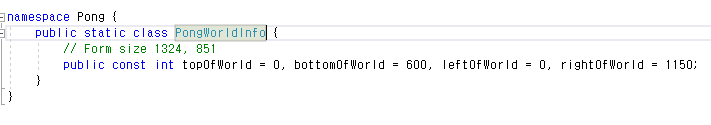 namespace Pong {
public static class PongWorldInfo {
// Form size 1324, 851
public const int topOfWorld = 0, bottomOfWorld = 600, leftOfWorld = 0, rightOfWorld = 1150;
}
}